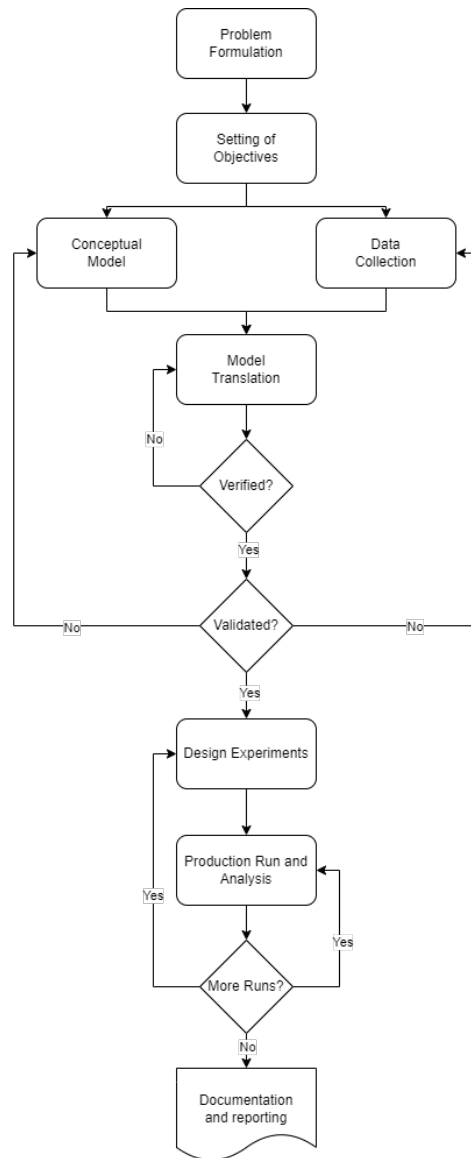 Problem
Formulation
Setting of
Objectives
Conceptual
Model
Data
Collection
Model
Translation
No
Verified?
Yes
No
Validated?
No
Yes
Design Experiments
Production Run and
Analysis
Yes
Yes
More Runs?
No
Documentation
and reporting